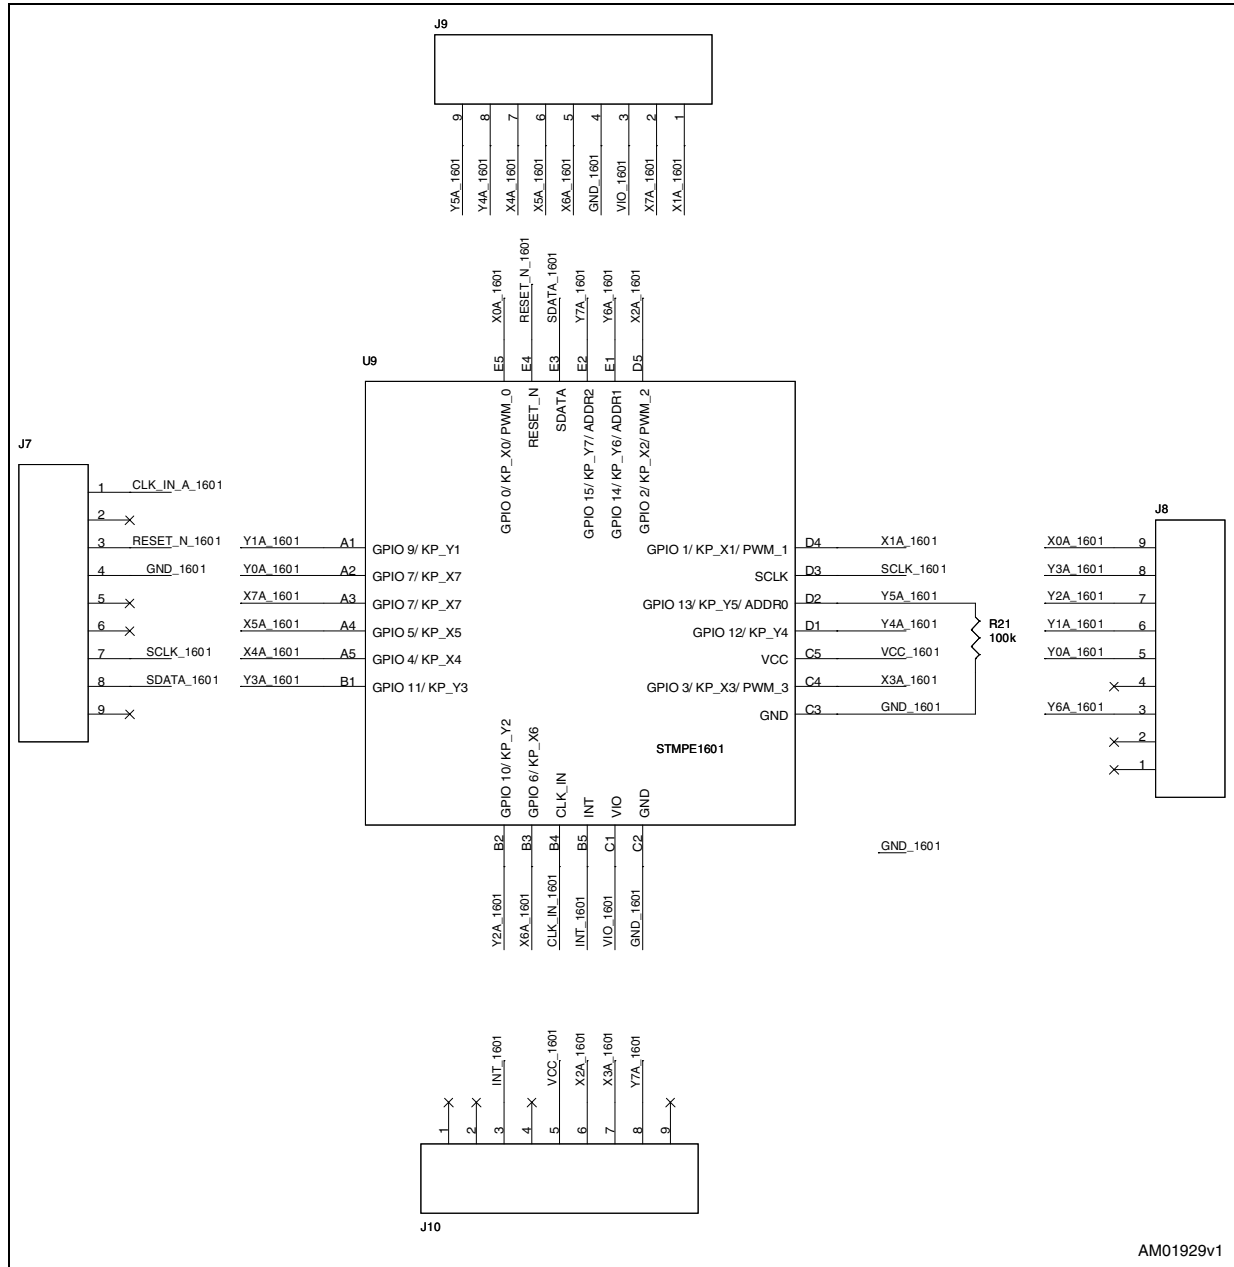 J9
9
8
7
6
5
4
3
2
1
Y5A_1601
Y4A_1601
X4A_1601
X5A_1601
X6A_1601
GND_1601
VIO_1601
X7A_1601
X1A_1601
X0A_1601
RESET_N_1601
SDATA_1601
Y7A_1601
Y6A_1601
X2A_1601
U9
E5
E4
E3
E2
E1
D5
GPIO 0/ KP_X0/ PWM_0
RESET_N
SDATA
GPIO 15/ KP_Y7/ ADDR2
GPIO 14/ KP_Y6/ ADDR1
GPIO 2/ KP_X2/ PWM_2
J7
1 CLK_IN_A_1601
2
3 RESET_N_1601
4 GND_1601
5
6
7 SCLK_1601
8 SDATA_1601
9
Y1A_1601 A1 GPIO 9/ KP_Y1
Y0A_1601 A2 GPIO 7/ KP_X7
X7A_1601 A3 GPIO 7/ KP_X7
X5A_1601 A4 GPIO 5/ KP_X5
X4A_1601 A5 GPIO 4/ KP_X4
Y3A_1601 B1 GPIO 11/ KP_Y3
GPIO 1/ KP_X1/ PWM_1 D4 X1A_1601
SCLK D3 SCLK_1601
GPIO 13/ KP_Y5/ ADDR0 D2 Y5A_1601
GPIO 12/ KP_Y4 D1 Y4A_1601
VCC C5 VCC_1601
GPIO 3/ KP_X3/ PWM_3 C4 X3A_1601
GND C3 GND_1601
R21
100k
J8
X0A_1601 9
Y3A_1601 8
Y2A_1601 7
Y1A_1601 6
Y0A_1601 5
4
Y6A_1601 3
2
1
STMPE1601
GPIO 10/ KP_Y2
GPIO 6/ KP_X6
CLK_IN
INT
VIO
GND
B2
B3
B4
B5
C1
C2
Y2A_1601
X6A_1601
CLK_IN_1601
INT_1601
VIO_1601
GND_1601
GND_1601
INT_1601
VCC_1601
X2A_1601
X3A_1601
Y7A_1601
1
2
3
4
5
6
7
8
9
J10
AM01929v1